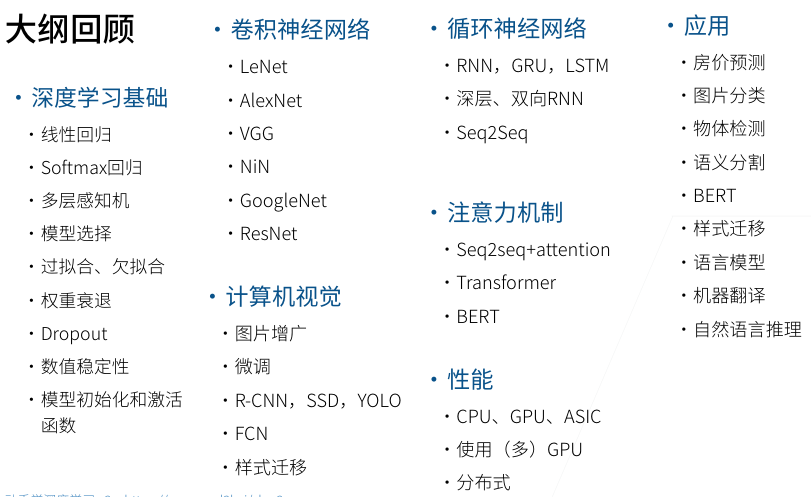 大纲回顾
• 深度学习基础
• 线性回归
• Softmax回归
• 多层感知机
• 模型选择
• 过拟合、欠拟合
• 权重衰退
• Dropout
• 数值稳定性
• 模型初始化和激活
函数
• 卷积神经网络
• LeNet
• AlexNet
• VGG
• NiN
• GoogleNet
• ResNet
• 计算机视觉
• 图片增广
• 微调
• R-CNN，SSD，YOLO
• FCN
• 样式迁移
• 循环神经网络
• RNN，GRU，LSTM
• 深层、双向RNN
• Seq2Seq
• 注意力机制
• Seq2seq+attention
• Transformer
• BERT
• 性能
• CPU、GPU、ASIC
• 使用（多）GPU
• 分布式
• 应用
• 房价预测
• 图片分类
• 物体检测
• 语义分割
• BERT
• 样式迁移
• 语言模型
• 机器翻译
• 自然语言推理